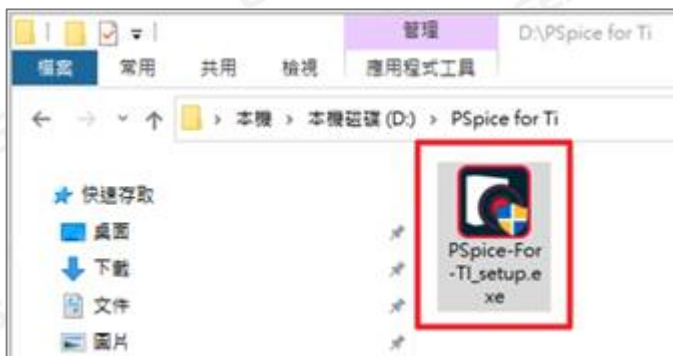 管理
D:\PSpice for Ti
檔案
常用
共用
檢視
應用程式工具
本機 › 本機磁碟 (D:) › PSpice for Ti
快速存取
桌面
下載
文件
圖片
PSpice-For
-TI_setup.e
xe